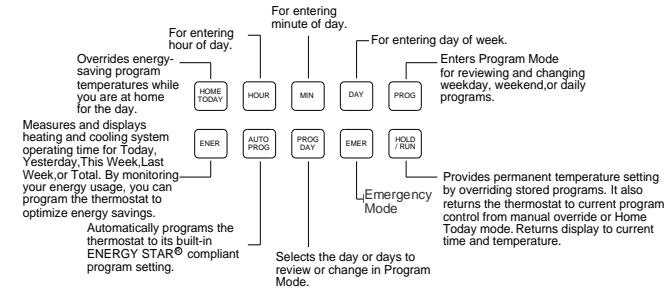 For entering
minute of day.
For entering
hour of day.
For entering day of week.
Overrides energy-
saving program
temperatures while
you are at home
for the day.
Enters Program Mode
for reviewing and changing
weekday, weekend,or daily
programs.
HOME
TODAY
HOUR
MIN
DAY
PROG
Measures and displays
heating and cooling system
operating time for Today,
Yesterday,This Week,Last
Week,or Total. By monitoring
your energy usage, you can
program the thermostat to
optimize energy savings.
ENER
AUTO
PROG
PROG
DAY
EMER
HOLD
/ RUN
Emergency
Mode
Provides permanent temperature setting
by overriding stored programs. It also
returns the thermostat to current program
control from manual override or Home
Today mode. Returns display to current
time and temperature.
Automatically programs the
thermostat to its built-in
ENERGY STAR® compliant
program setting.
Selects the day or days to
review or change in Program
Mode.